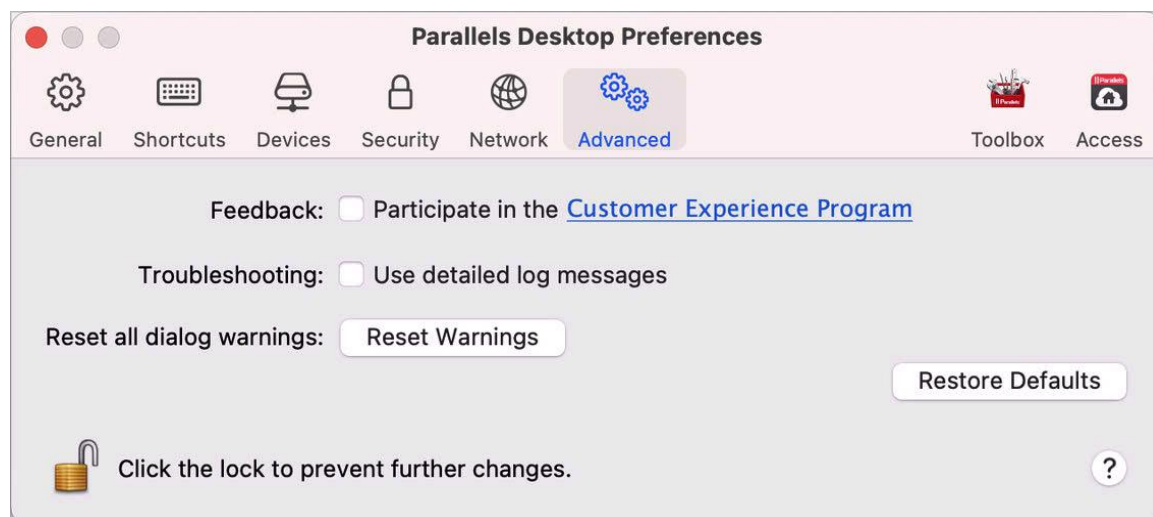 Parallels Desktop Preferences
General Shortcuts Devices Security Network Advanced Toolbox Access
Feedback: Participate in the Customer Experience Program
Troubleshooting: Use detailed log messages
Reset all dialog warnings: Reset Warnings
Restore Defaults
Click the lock to prevent further changes. ?